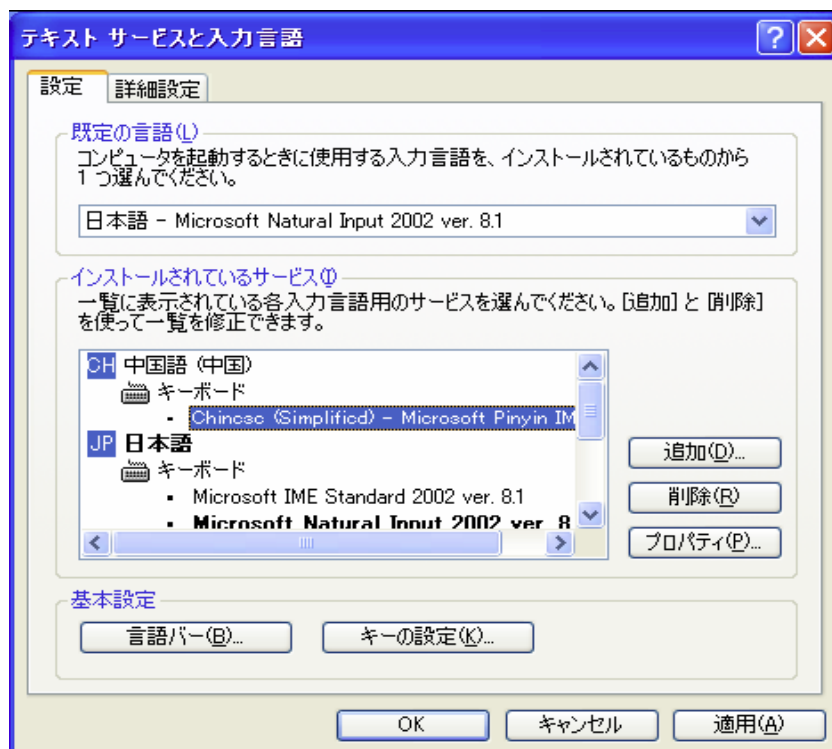 テキスト サービスと入力言語
設定
詳細設定
既定の言語(L)
コンピュータを起動するときに使用する入力言語を、インストールされているものから
1 つ選んでください。
日本語 - Microsoft Natural Input 2002 ver. 8.1
インストールされているサービス(I)
一覧に表示されている各入力言語用のサービスを選んでください。[追加] と [削除]
を使って一覧を修正できます。
CH 中国語 (中国)
キーボード
Chinese (Simplified) - Microsoft Pinyin IM
JP 日本語
キーボード
Microsoft IME Standard 2002 ver. 8.1
Microsoft Natural Input 2002 ver. 8
追加(D)...
削除(R)
プロパティ(P)...
基本設定
言語バー(B)...
キーの設定(K)...
OK
キャンセル
適用(A)